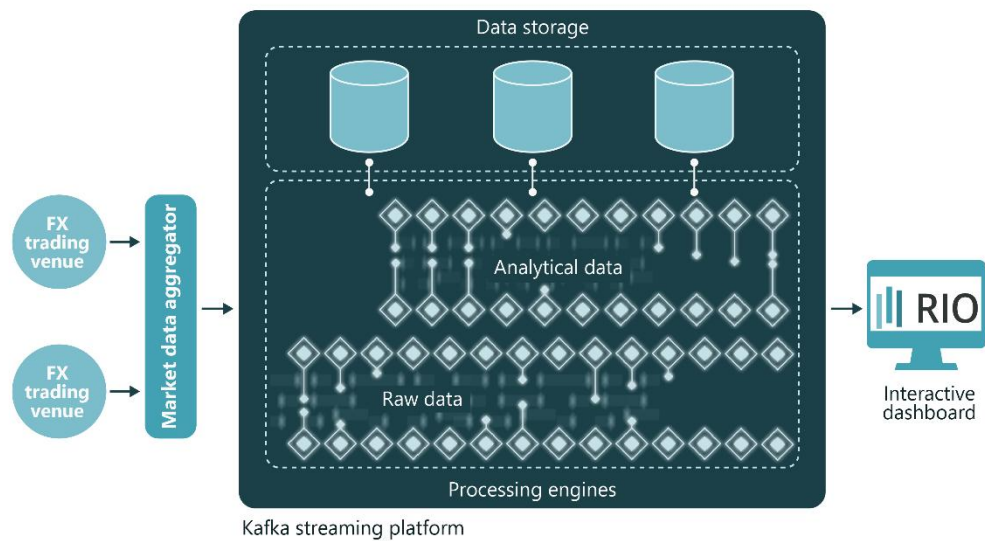 Data storage
FX
trading
venue
FX
trading
venue
Market data aggregator
Analytical data
Raw data
Processing engines
Kafka streaming platform
RIO
Interactive
dashboard